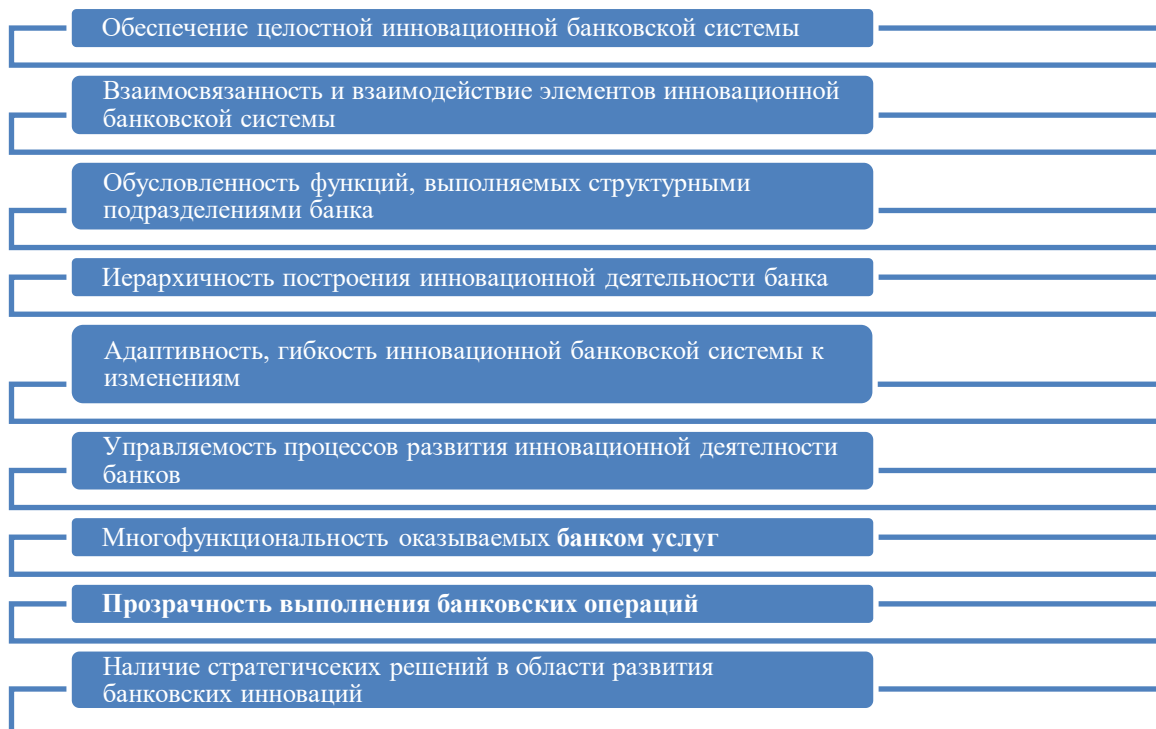 Обеспечение целостной инновационной банковской системы
Взаимосвязанность и взаимодействие элементов инновационной
банковской системы
Обусловленность функций, выполняемых структурными
подразделениями банка
Иерархичность построения инновационной деятельности банка
Адаптивность, гибкость инновационной банковской системы к
изменениям
Управляемость процессов развития инновационной деятелности
банков
Многофункциональность оказываемых банком услуг
Прозрачность выполнения банковских операций
Наличие стратегичсеких решений в области развития
банковских инноваций